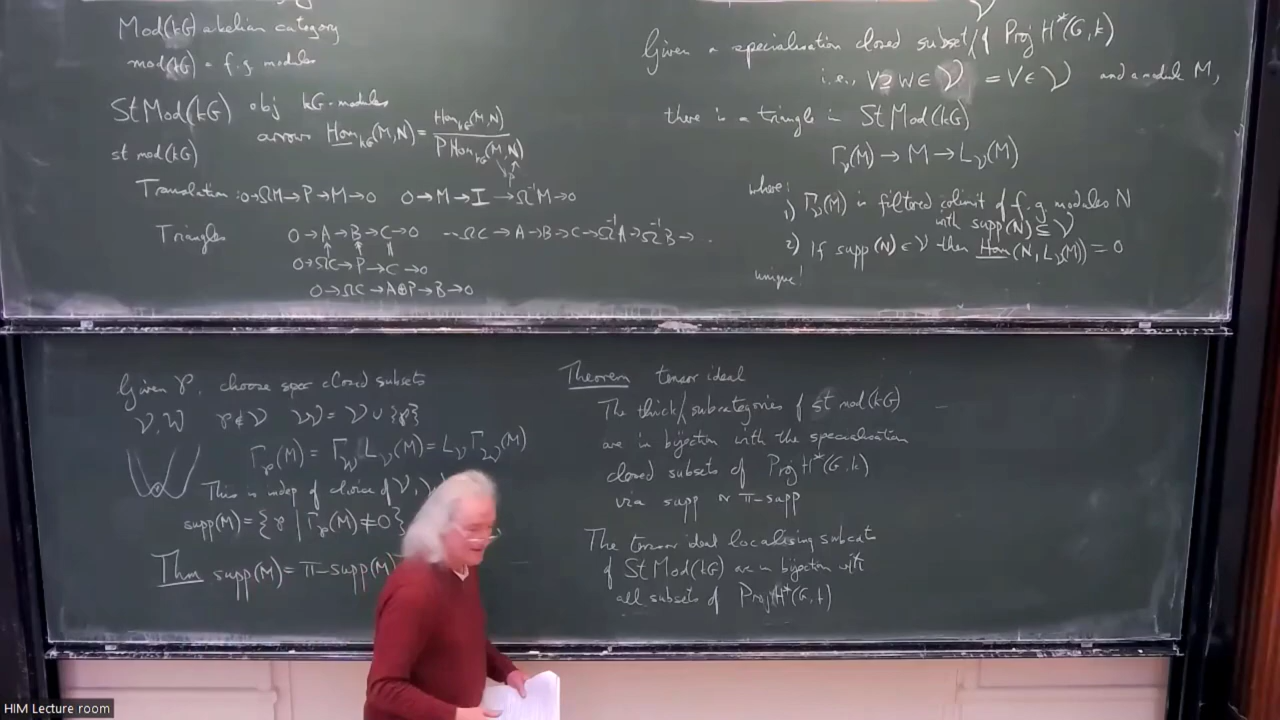 Mod(kG) abelian category
mod(kG) = f.g. modules
StMod(kG) obj kG-modules
arrows Hom_kG(M,N) = Hom_kG(M,N) / PHom_kG(M,N)
st mod(kG)
Translation: 0→ΩM→P→M→0 0→M→I→Ω⁻¹M→0
Triangles 0→A→B→C→0 ...ΩC→A→B→C→Ω⁻¹A→Ω⁻¹B→...
0→ΩC→P→C→0
0→ΩC→A⊕P→B→0
Given a specialisation closed subset 𝒱 of Proj H*(G,k)
i.e., V⊇W∈𝒱 = V∈𝒱 and a module M,
there is a triangle in StMod(kG)
Γ_𝒱(M)→M→L_𝒱(M)
where:
1) Γ_𝒱(M) is filtered colimit of f.g modules N
with supp(N)⊆𝒱
2) If supp(N)∈𝒱 then Hom(N, L_𝒱(M)) = 0
unique!
Given 𝔭, choose spec closed subsets
𝒱, 𝒲 𝔭∉𝒱 𝒲 = 𝒱∪{𝔭}
Γ_𝔭(M) = Γ_𝒲 L_𝒱(M) = L_𝒱 Γ_𝒲(M)
This is indep of choice of 𝒱,
supp(M) = {𝔭 | Γ_𝔭(M) ≠ 0}
Thm supp(M) = π-supp(M)
Theorem tensor ideal
The thick subcategories of st mod(kG)
are in bijection with the specialisation
closed subsets of Proj H*(G,k)
via supp ~ π-supp
The tensor ideal localising subcats
of StMod(kG) are in bijection with
all subsets of Proj H*(G,k)
HIM Lecture room